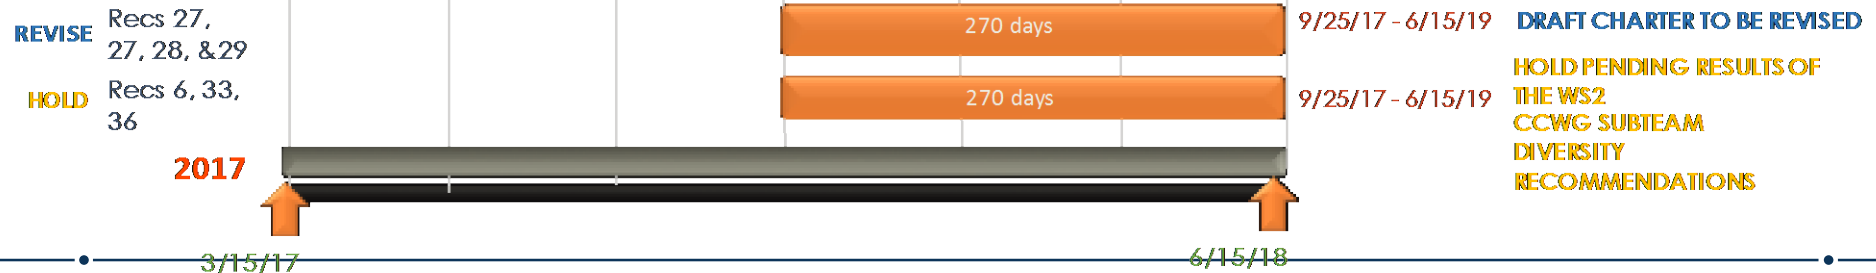 REVISE
Recs 27,
27, 28, &29
270 days
9/25/17 - 6/15/19
DRAFT CHARTER TO BE REVISED
HOLD
Recs 6, 33,
36
270 days
9/25/17 - 6/15/19
HOLD PENDING RESULTS OF
THE WS2
CCWG SUBTEAM
DIVERSITY
RECOMMENDATIONS
2017
3/15/17
6/15/18